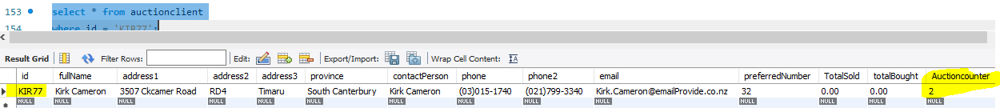 153 select * from auctionclient
154 where id = 'KIR77';
Result Grid Filter Rows: Edit: Export/Import: Wrap Cell Content:
id fullName address1 address2 address3 province contactPerson phone phone2 email preferredNumber TotalSold totalBought Auctioncounter
KIR77 Kirk Cameron 3507 Ckcamer Road RD4 Timaru South Canterbury Kirk Cameron (03)015-1740 (021)799-3340 Kirk.Cameron@emailProvide.co.nz 32 0.00 0.00 2
NULL NULL NULL NULL NULL NULL NULL NULL NULL NULL NULL NULL NULL NULL